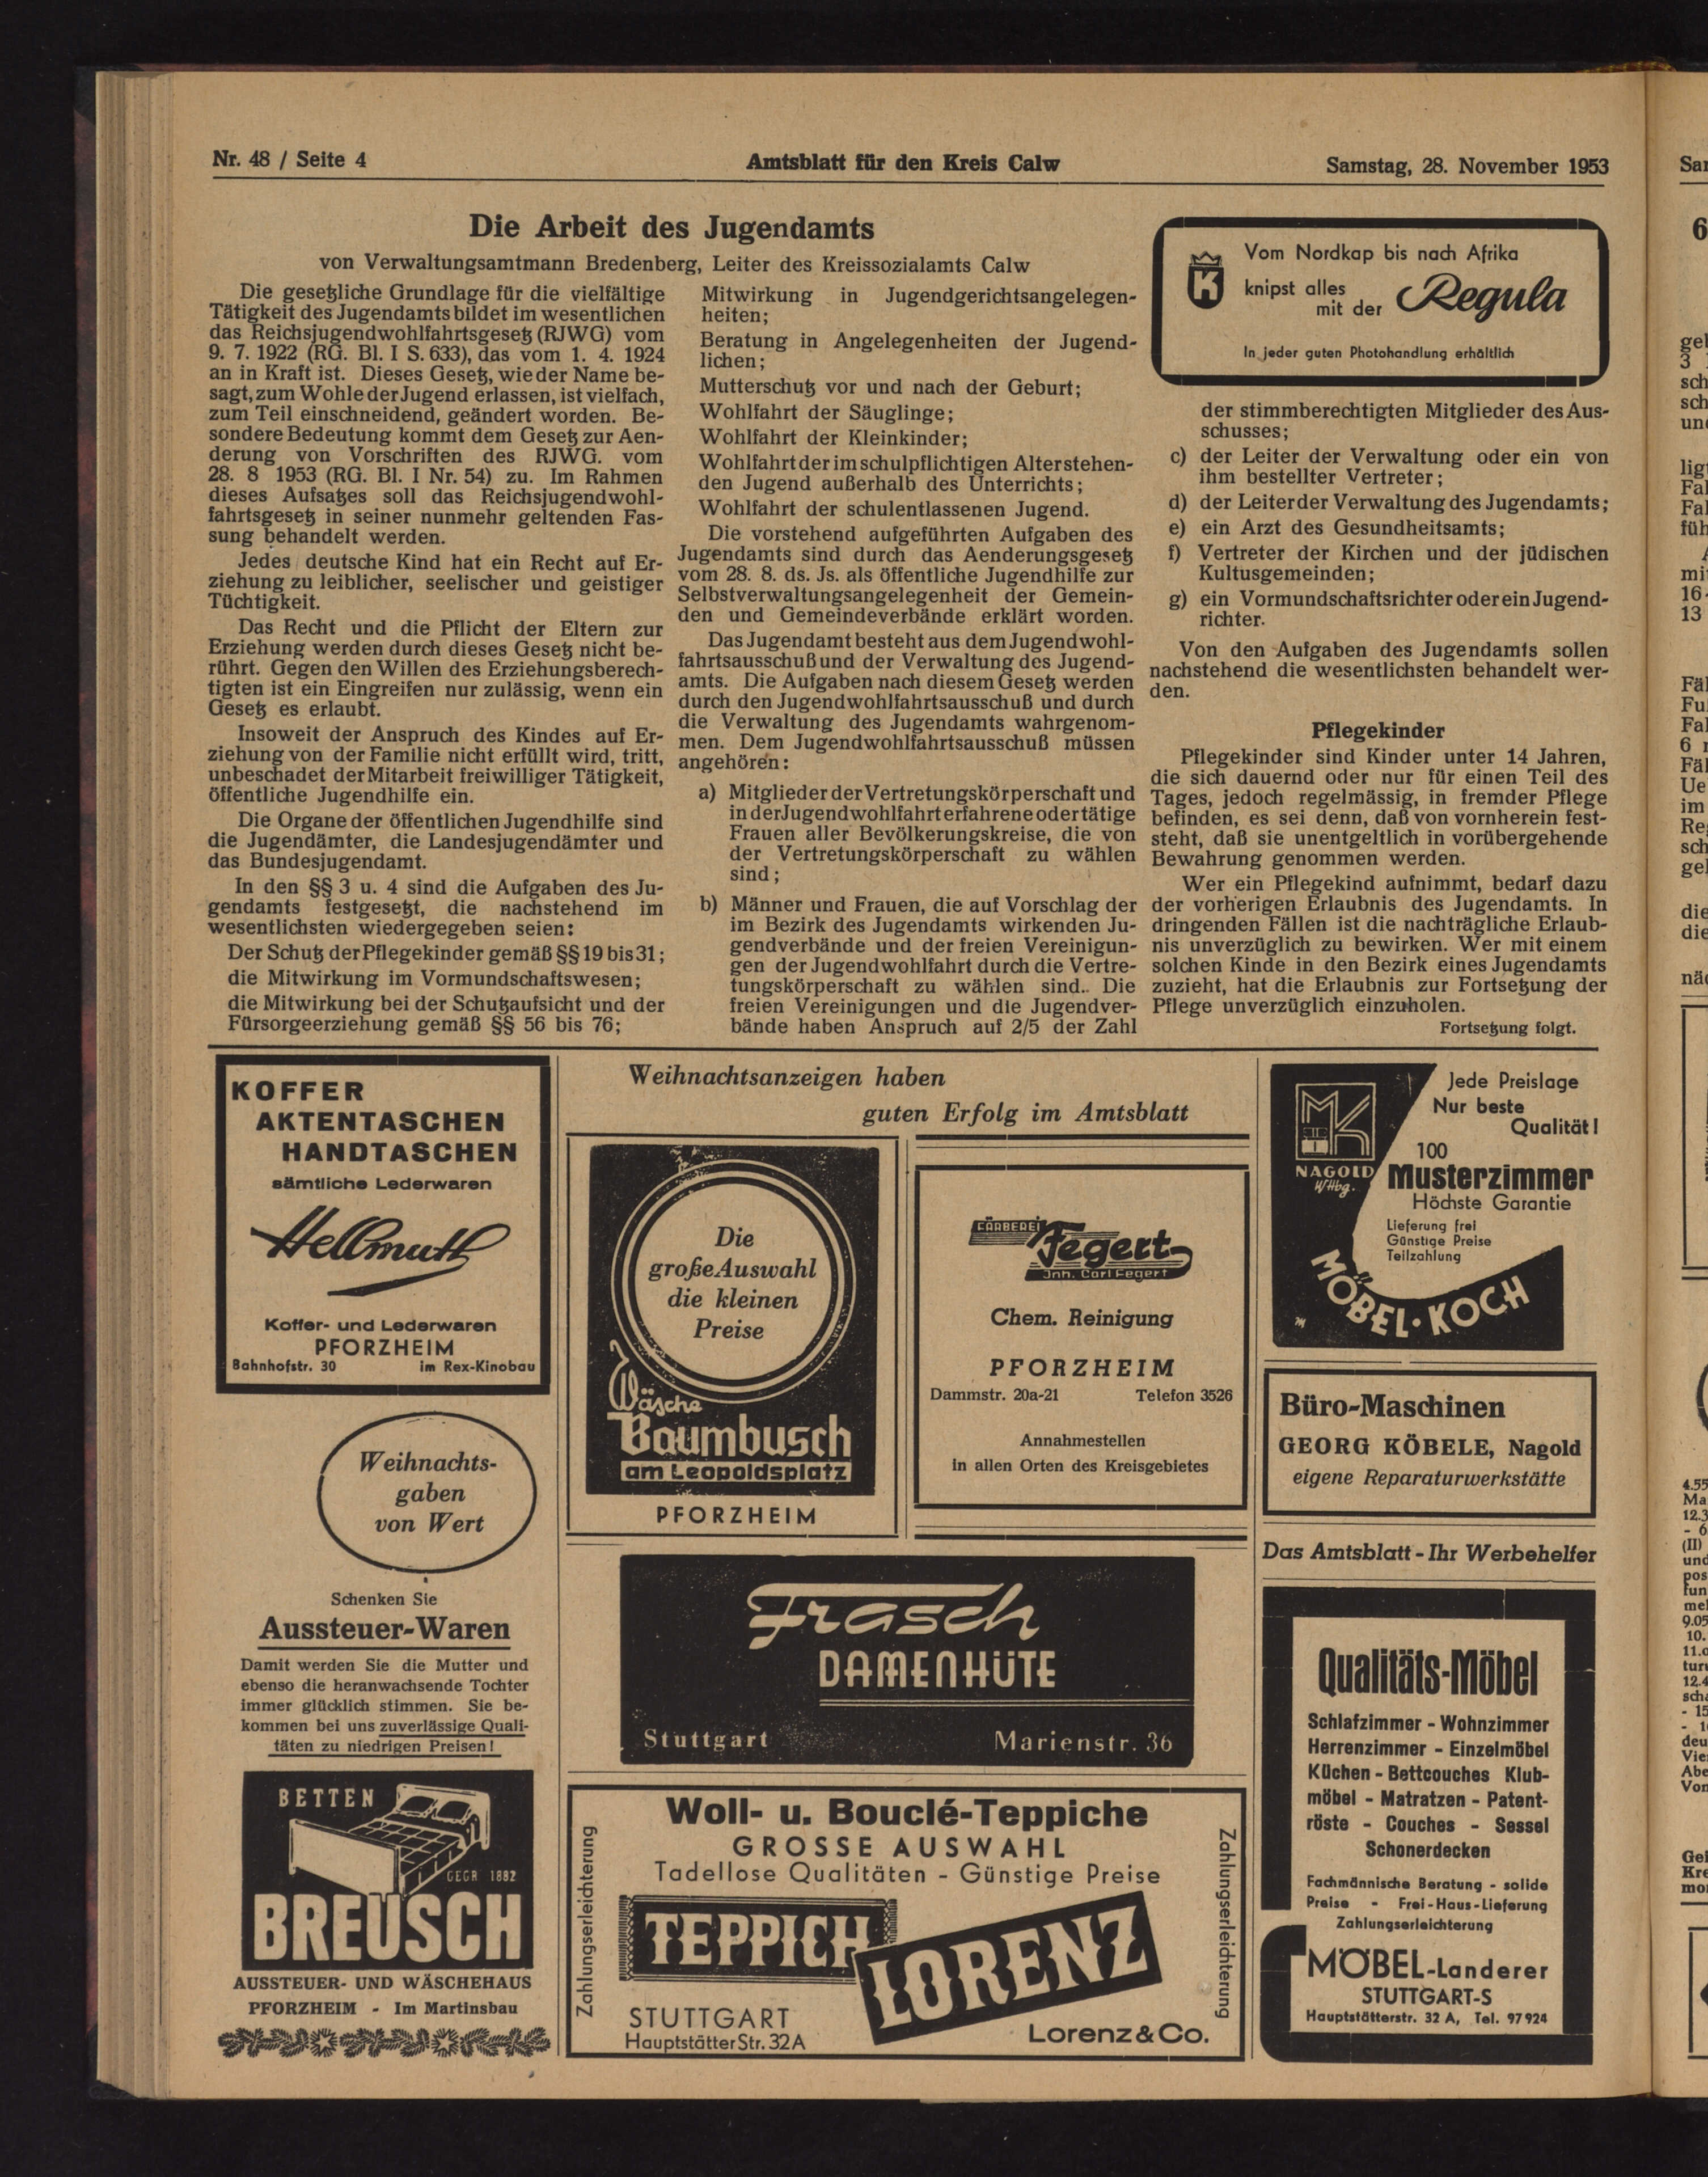 Nr. 48 / Seite 4
Amtsblatt für den Kreis Calw
Samstag, 28. November 1953
Die Arbeit des Jugendamts
von Verwaltungsamtmann Bredenberg, Leiter des Kreissozialamts Calw
Die gesetzliche Grundlage für die vielfältige
Tätigkeit des Jugendamts bildet im wesentlichen
das Reichsjugendwohlfahrtsgesetz (RJWG) vom
9. 7. 1922 (RG. Bl. I S. 633), das vom 1. 4. 1924
an in Kraft ist. Dieses Gesetz, wie der Name be-
sagt, zum Wohle der Jugend erlassen, ist vielfach,
zum Teil einschneidend, geändert worden. Be-
sondere Bedeutung kommt dem Gesetz zur Aen-
derung von Vorschriften des RJWG. vom
28. 8 1953 (RG. Bl. I Nr. 54) zu. Im Rahmen
dieses Aufsatzes soll das Reichsjugendwohl-
fahrtsgesetz in seiner nunmehr geltenden Fas-
sung behandelt werden.
Jedes deutsche Kind hat ein Recht auf Er-
ziehung zu leiblicher, seelischer und geistiger
Tüchtigkeit.
Das Recht und die Pflicht der Eltern zur
Erziehung werden durch dieses Gesetz nicht be-
rührt. Gegen den Willen des Erziehungsberech-
tigten ist ein Eingreifen nur zulässig, wenn ein
Gesetz es erlaubt.
Insoweit der Anspruch des Kindes auf Er-
ziehung von der Familie nicht erfüllt wird, tritt,
unbeschadet der Mitarbeit freiwilliger Tätigkeit,
öffentliche Jugendhilfe ein.
Die Organe der öffentlichen Jugendhilfe sind
die Jugendämter, die Landesjugendämter und
das Bundesjugendamt.
In den §§ 3 u. 4 sind die Aufgaben des Ju-
gendamts festgesetzt, die nachstehend im
wesentlichsten wiedergegeben seien:
Der Schutz der Pflegekinder gemäß §§ 19 bis 31;
die Mitwirkung im Vormundschaftswesen;
die Mitwirkung bei der Schutzaufsicht und der
Fürsorgeerziehung gemäß §§ 56 bis 76;
Mitwirkung in Jugendgerichtsangelegen-
heiten;
Beratung in Angelegenheiten der Jugend-
lichen;
Mutterschutz vor und nach der Geburt;
Wohlfahrt der Säuglinge;
Wohlfahrt der Kleinkinder;
Wohlfahrt der im schulpflichtigen Alter stehen-
den Jugend außerhalb des Unterrichts;
Wohlfahrt der schulentlassenen Jugend.
Die vorstehend aufgeführten Aufgaben des
Jugendamts sind durch das Aenderungsgesetz
vom 28. 8. ds. Js. als öffentliche Jugendhilfe zur
Selbstverwaltungsangelegenheit der Gemein-
den und Gemeindeverbände erklärt worden.
Das Jugendamt besteht aus dem Jugendwohl-
fahrtsausschuß und der Verwaltung des Jugend-
amts. Die Aufgaben nach diesem Gesetz werden
durch den Jugendwohlfahrtsausschuß und durch
die Verwaltung des Jugendamts wahrgenom-
men. Dem Jugendwohlfahrtsausschuß müssen
angehören:
a) Mitglieder der Vertretungskörperschaft und
in der Jugendwohlfahrt erfahrene oder tätige
Frauen aller Bevölkerungskreise, die von
der Vertretungskörperschaft zu wählen
sind;
b) Männer und Frauen, die auf Vorschlag der
im Bezirk des Jugendamts wirkenden Ju-
gendverbände und der freien Vereinigun-
gen der Jugendwohlfahrt durch die Vertre-
tungskörperschaft zu wählen sind. Die
freien Vereinigungen und die Jugendver-
bände haben Anspruch auf 2/5 der Zahl
K
Vom Nordkap bis nach Afrika
knipst alles
mit der Regula
In jeder guten Photohandlung erhältlich
der stimmberechtigten Mitglieder des Aus-
schusses;
c) der Leiter der Verwaltung oder ein von
ihm bestellter Vertreter;
d) der Leiter der Verwaltung des Jugendamts;
e) ein Arzt des Gesundheitsamts;
f) Vertreter der Kirchen und der jüdischen
Kultusgemeinden;
g) ein Vormundschaftsrichter oder ein Jugend-
richter.
Von den Aufgaben des Jugendamts sollen
nachstehend die wesentlichsten behandelt wer-
den.
Pflegekinder
Pflegekinder sind Kinder unter 14 Jahren,
die sich dauernd oder nur für einen Teil des
Tages, jedoch regelmässig, in fremder Pflege
befinden, es sei denn, daß von vornherein fest-
steht, daß sie unentgeltlich in vorübergehende
Bewahrung genommen werden.
Wer ein Pflegekind aufnimmt, bedarf dazu
der vorherigen Erlaubnis des Jugendamts. In
dringenden Fällen ist die nachträgliche Erlaub-
nis unverzüglich zu bewirken. Wer mit einem
solchen Kinde in den Bezirk eines Jugendamts
zuzieht, hat die Erlaubnis zur Fortsetzung der
Pflege unverzüglich einzuholen.
Fortsetzung folgt.
KOFFER
AKTENTASCHEN
HANDTASCHEN
sämtliche Lederwaren
Hellmuth
Koffer- und Lederwaren
PFORZHEIM
Bahnhofstr. 30 im Rex-Kinobau
Weihnachts-
gaben
von Wert
Schenken Sie
Aussteuer-Waren
Damit werden Sie die Mutter und
ebenso die heranwachsende Tochter
immer glücklich stimmen. Sie be-
kommen bei uns zuverlässige Quali-
täten zu niedrigen Preisen!
BETTEN
GEGR 1882
BREUSCH
AUSSTEUER- UND WÄSCHEHAUS
PFORZHEIM - Im Martinsbau
Weihnachtsanzeigen haben
guten Erfolg im Amtsblatt
Die
große Auswahl
die kleinen
Preise
Wäsche
Baumbusch
am Leopoldsplatz
PFORZHEIM
FÄRBEREI
Fegert
Jnh. Carl Fegert
Chem. Reinigung
PFORZHEIM
Dammstr. 20a-21 Telefon 3526
Annahmestellen
in allen Orten des Kreisgebietes
Frasch
DAMENHÜTE
Stuttgart Marienstr. 36
Zahlungserleichterung
Woll- u. Bouclé-Teppiche
GROSSE AUSWAHL
Tadellose Qualitäten - Günstige Preise
TEPPICH
LORENZ
STUTTGART
Hauptstätter Str. 32A
Lorenz & Co.
Zahlungserleichterung
MK
NAGOLD
Wttbg.
Jede Preislage
Nur beste
Qualität!
100
Musterzimmer
Höchste Garantie
Lieferung frei
Günstige Preise
Teilzahlung
MÖBEL·KOCH
Büro-Maschinen
GEORG KÖBELE, Nagold
eigene Reparaturwerkstätte
Das Amtsblatt - Ihr Werbehelfer
Qualitäts-Möbel
Schlafzimmer - Wohnzimmer
Herrenzimmer - Einzelmöbel
Küchen - Bettcouches Klub-
möbel - Matratzen - Patent-
röste - Couches - Sessel
Schonerdecken
Fachmännische Beratung - solide
Preise - Frei-Haus-Lieferung
Zahlungserleichterung
MÖBEL-Landerer
STUTTGART-S
Hauptstätterstr. 32 A, Tel. 97924